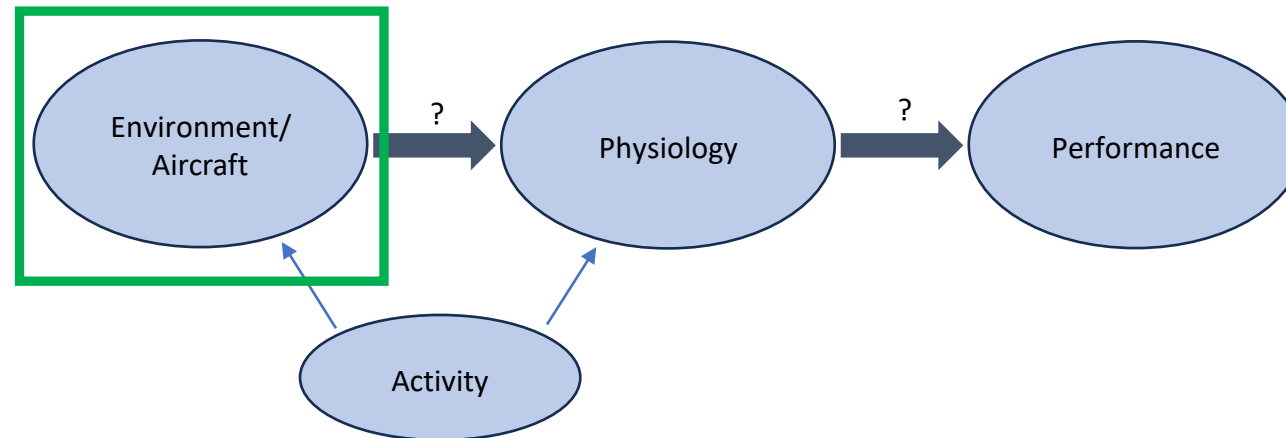 Environment/
Aircraft
?
Physiology
?
Performance
Activity